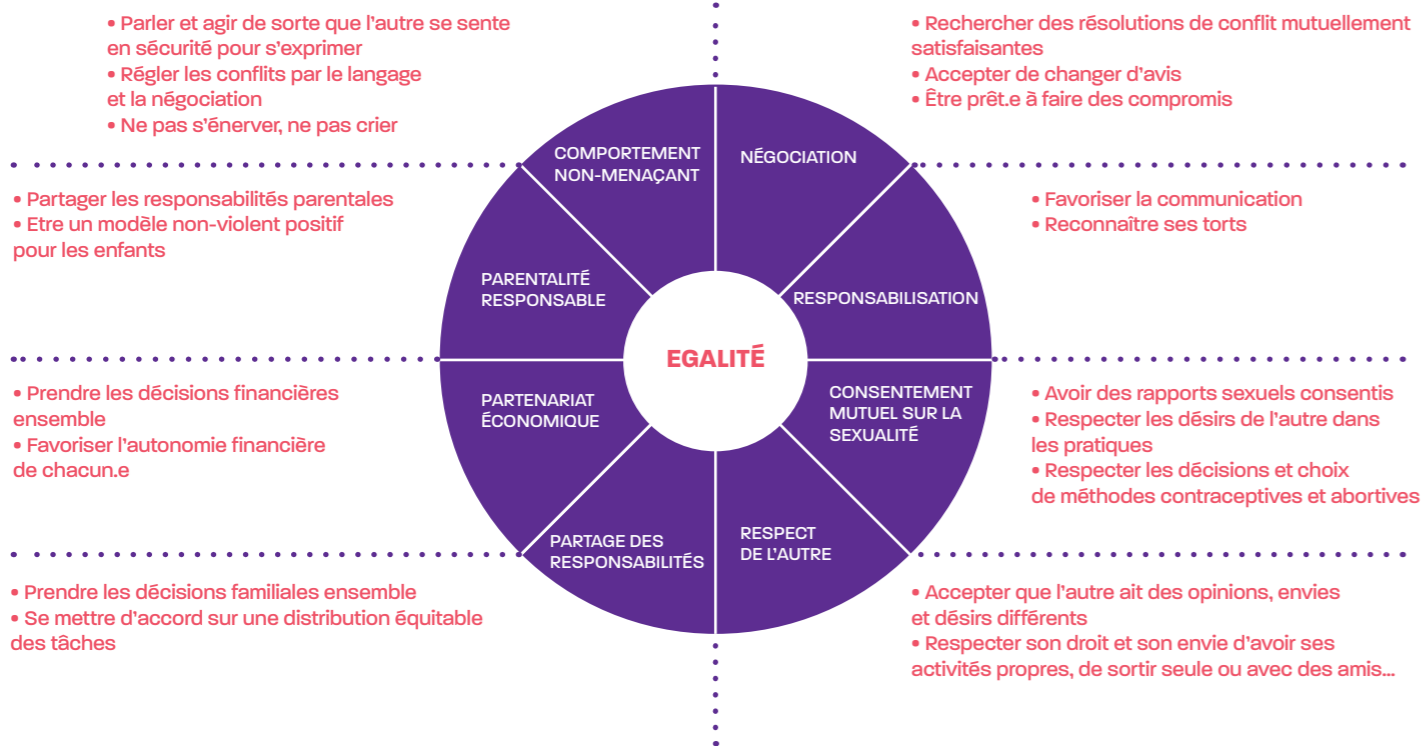 • Parler et agir de sorte que l'autre se sente
en sécurité pour s'exprimer
• Régler les conflits par le langage
et la négociation
• Ne pas s'énerver, ne pas crier
• Rechercher des résolutions de conflit mutuellement
satisfaisantes
• Accepter de changer d'avis
• Être prêt.e à faire des compromis
COMPORTEMENT
NON-MENAÇANT
NÉGOCIATION
• Partager les responsabilités parentales
• Etre un modèle non-violent positif
pour les enfants
PARENTALITÉ
RESPONSABLE
RESPONSABILISATION
• Favoriser la communication
• Reconnaître ses torts
EGALITÉ
• Prendre les décisions financières
ensemble
• Favoriser l'autonomie financière
de chacun.e
PARTENARIAT
ÉCONOMIQUE
CONSENTEMENT
MUTUEL SUR LA
SEXUALITÉ
• Avoir des rapports sexuels consentis
• Respecter les désirs de l'autre dans
les pratiques
• Respecter les décisions et choix
de méthodes contraceptives et abortives
PARTAGE DES
RESPONSABILITÉS
RESPECT
DE L'AUTRE
• Prendre les décisions familiales ensemble
• Se mettre d'accord sur une distribution équitable
des tâches
• Accepter que l'autre ait des opinions, envies
et désirs différents
• Respecter son droit et son envie d'avoir ses
activités propres, de sortir seule ou avec des amis...